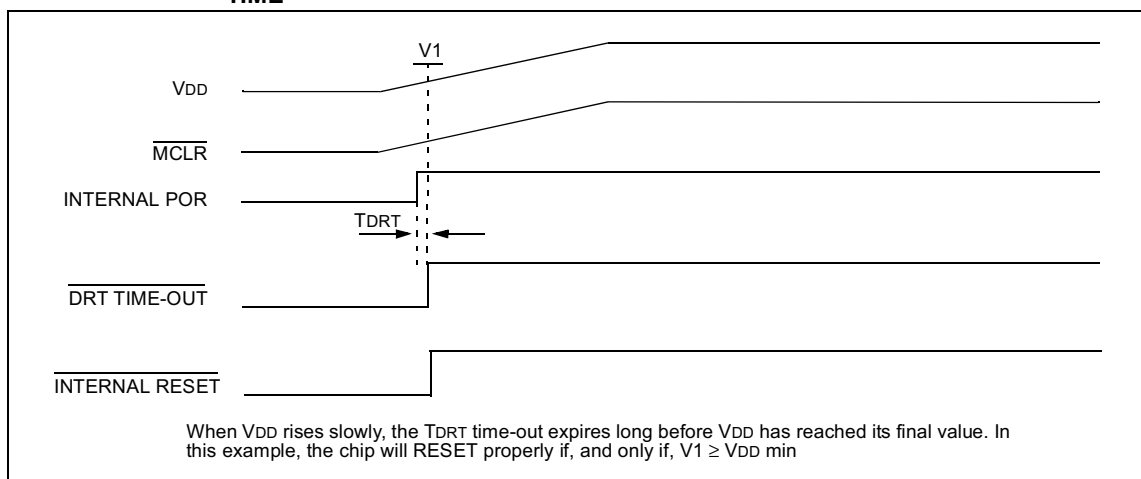 TIME
V1
VDD
MCLR
INTERNAL POR
TDRT
DRT TIME-OUT
INTERNAL RESET
When VDD rises slowly, the TDRT time-out expires long before VDD has reached its final value. In
this example, the chip will RESET properly if, and only if, V1 ≥ VDD min